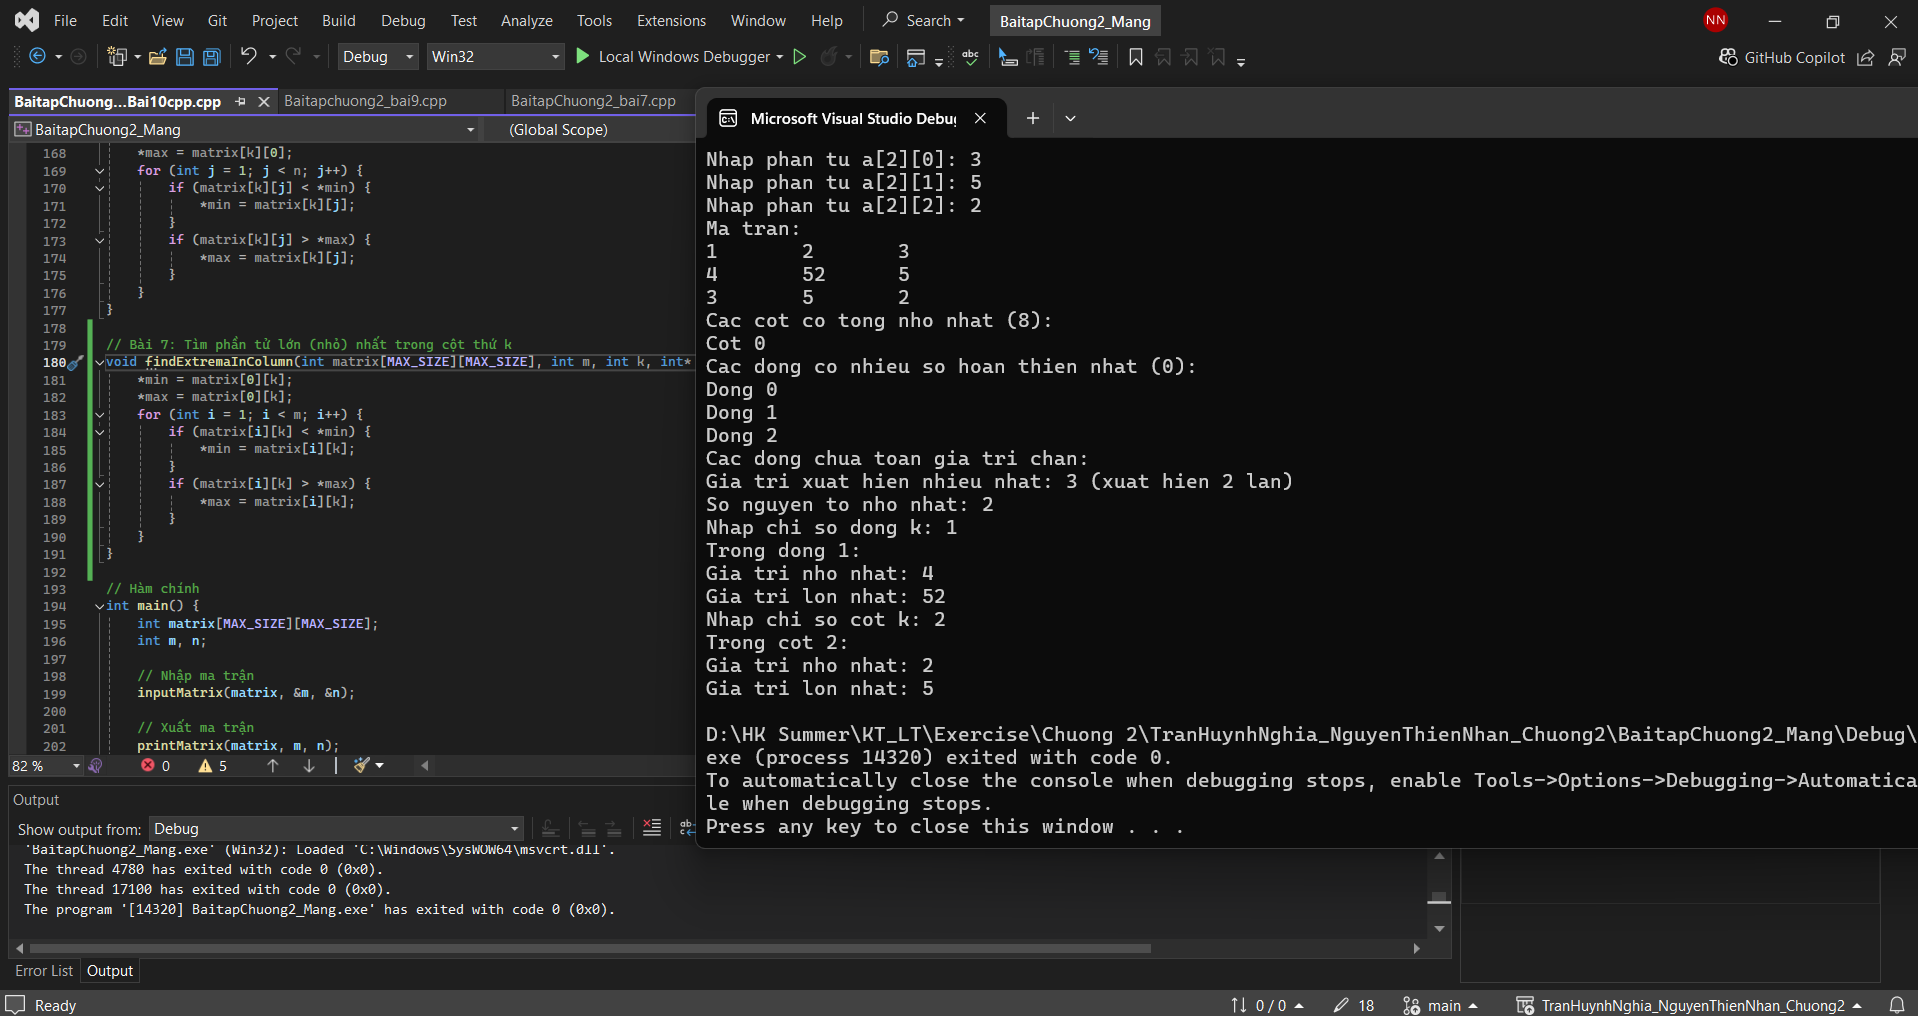 File Edit View Git Project Build Debug Test Analyze Tools Extensions Window Help Search BaitapChuong2_Mang NN
Debug Win32 Local Windows Debugger abc GitHub Copilot
BaitapChuong...Bai10cpp.cpp Baitapchuong2_bai9.cpp BaitapChuong2_bai7.cpp
BaitapChuong2_Mang (Global Scope)
168 *max = matrix[k][0];
169 for (int j = 1; j < n; j++) {
170 if (matrix[k][j] < *min) {
171 *min = matrix[k][j];
172 }
173 if (matrix[k][j] > *max) {
174 *max = matrix[k][j];
175 }
176 }
177 }
178
179 // Bài 7: Tìm phần tử lớn (nhỏ) nhất trong cột thứ k
180 void findExtremaInColumn(int matrix[MAX_SIZE][MAX_SIZE], int m, int k, int*
181 *min = matrix[0][k];
182 *max = matrix[0][k];
183 for (int i = 1; i < m; i++) {
184 if (matrix[i][k] < *min) {
185 *min = matrix[i][k];
186 }
187 if (matrix[i][k] > *max) {
188 *max = matrix[i][k];
189 }
190 }
191 }
192
193 // Hàm chính
194 int main() {
195 int matrix[MAX_SIZE][MAX_SIZE];
196 int m, n;
197
198 // Nhập ma trận
199 inputMatrix(matrix, &m, &n);
200
201 // Xuất ma trận
202 printMatrix(matrix, m, n);
82 % 0 5
Microsoft Visual Studio Debug
Nhap phan tu a[2][0]: 3
Nhap phan tu a[2][1]: 5
Nhap phan tu a[2][2]: 2
Ma tran:
1 2 3
4 52 5
3 5 2
Cac cot co tong nho nhat (8):
Cot 0
Cac dong co nhieu so hoan thien nhat (0):
Dong 0
Dong 1
Dong 2
Cac dong chua toan gia tri chan:
Gia tri xuat hien nhieu nhat: 3 (xuat hien 2 lan)
So nguyen to nho nhat: 2
Nhap chi so dong k: 1
Trong dong 1:
Gia tri nho nhat: 4
Gia tri lon nhat: 52
Nhap chi so cot k: 2
Trong cot 2:
Gia tri nho nhat: 2
Gia tri lon nhat: 5
D:\HK Summer\KT_LT\Exercise\Chuong 2\TranHuynhNghia_NguyenThienNhan_Chuong2\BaitapChuong2_Mang\Debug\
exe (process 14320) exited with code 0.
To automatically close the console when debugging stops, enable Tools->Options->Debugging->Automatica
le when debugging stops.
Press any key to close this window . . .
Output
Show output from: Debug
'BaitapChuong2_Mang.exe' (Win32): Loaded 'C:\Windows\SysWOW64\msvcrt.dll'.
The thread 4780 has exited with code 0 (0x0).
The thread 17100 has exited with code 0 (0x0).
The program '[14320] BaitapChuong2_Mang.exe' has exited with code 0 (0x0).
Error List Output
Ready 0 / 0 18 main TranHuynhNghia_NguyenThienNhan_Chuong2